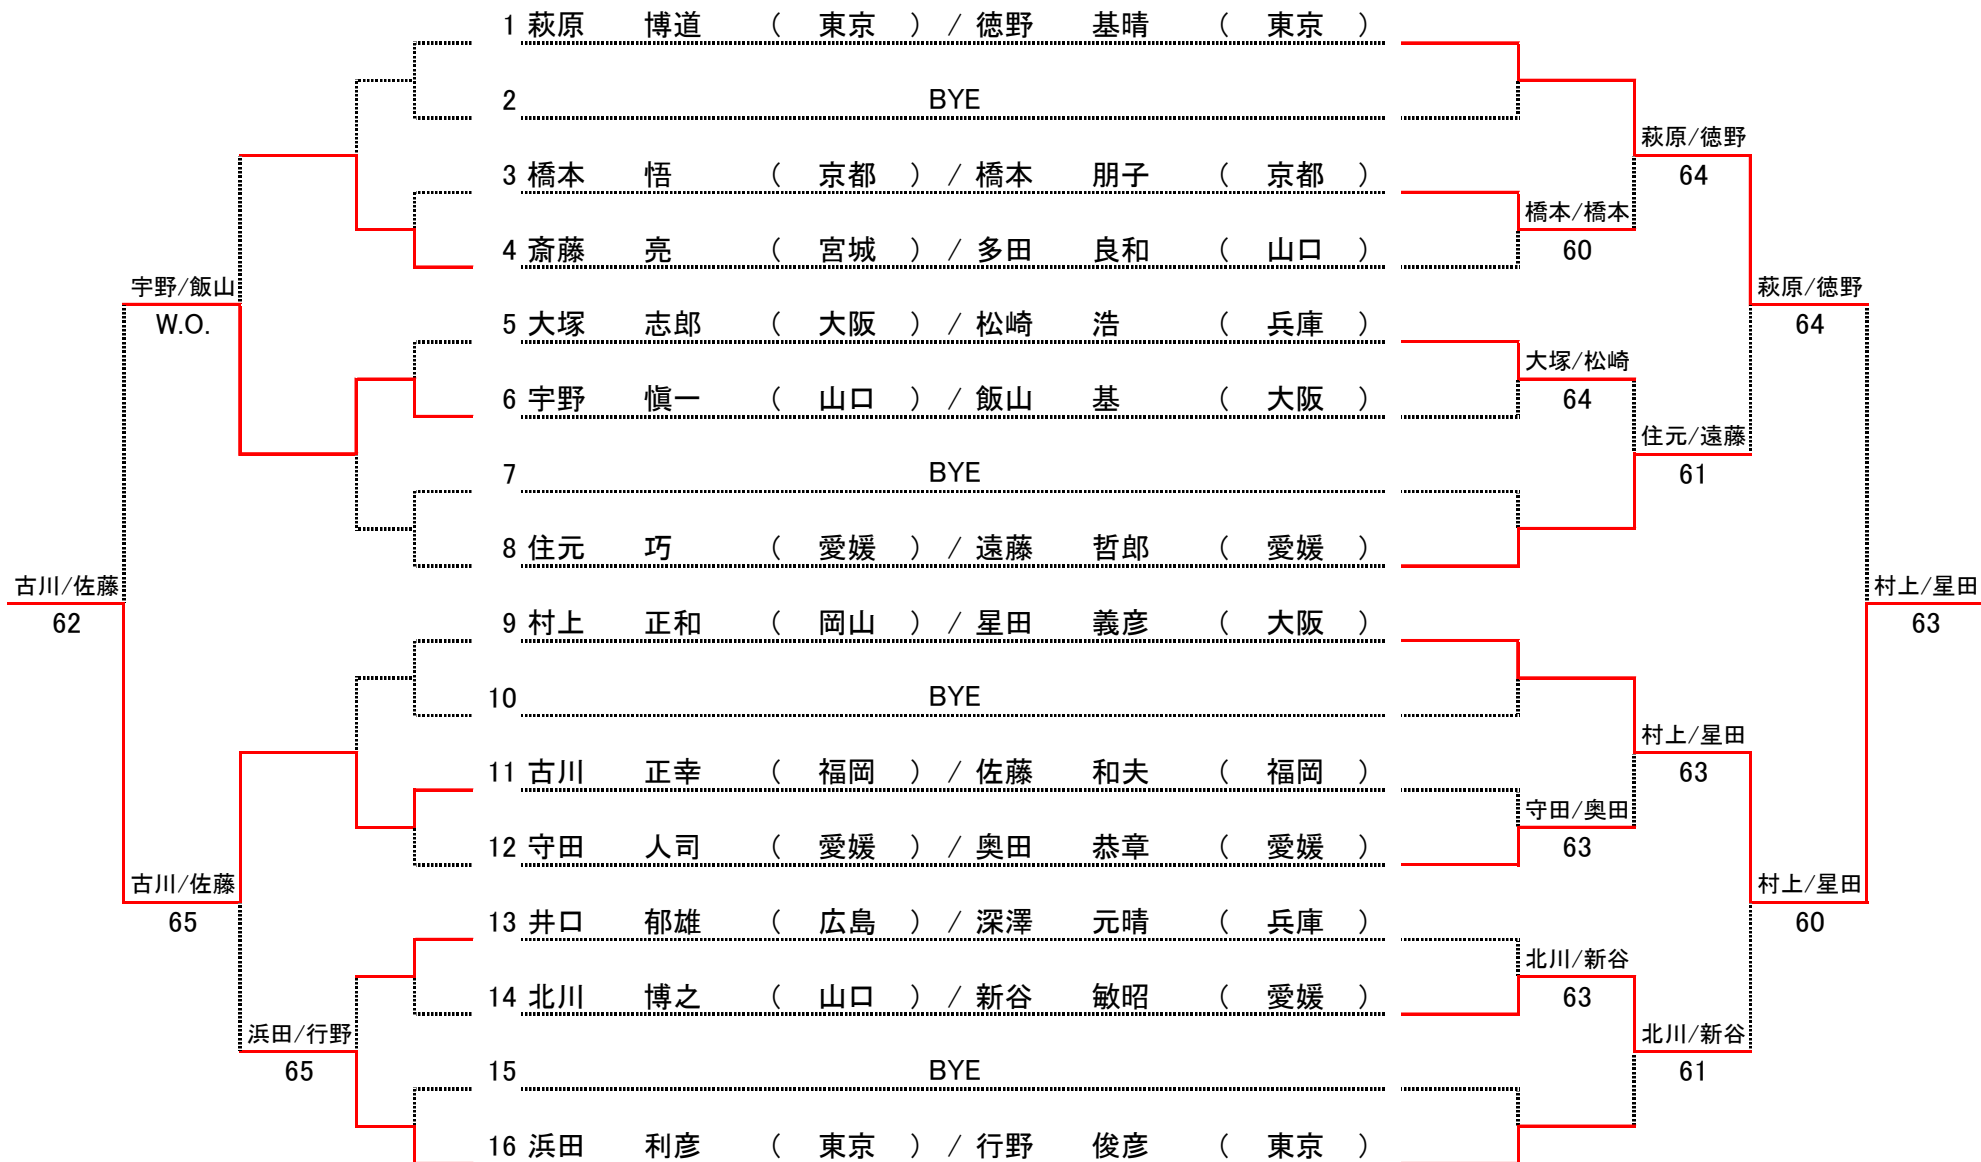 1 萩原 博道 ( 東京 ) / 徳野 基晴 ( 東京 )
2 BYE
萩原/徳野
3 橋本 悟 ( 京都 ) / 橋本 朋子 ( 京都 )
64
橋本/橋本
4 斎藤 亮 ( 宮城 ) / 多田 良和 ( 山口 )
60
宇野/飯山
萩原/徳野
W.O.
5 大塚 志郎 ( 大阪 ) / 松崎 浩 ( 兵庫 )
64
大塚/松崎
6 宇野 愼一 ( 山口 ) / 飯山 基 ( 大阪 )
64
住元/遠藤
7 BYE
61
8 住元 巧 ( 愛媛 ) / 遠藤 哲郎 ( 愛媛 )
古川/佐藤
村上/星田
62
9 村上 正和 ( 岡山 ) / 星田 義彦 ( 大阪 )
63
10 BYE
村上/星田
11 古川 正幸 ( 福岡 ) / 佐藤 和夫 ( 福岡 )
63
守田/奥田
12 守田 人司 ( 愛媛 ) / 奥田 恭章 ( 愛媛 )
63
古川/佐藤
村上/星田
65
13 井口 郁雄 ( 広島 ) / 深澤 元晴 ( 兵庫 )
60
北川/新谷
14 北川 博之 ( 山口 ) / 新谷 敏昭 ( 愛媛 )
63
浜田/行野
北川/新谷
65
15 BYE
61
16 浜田 利彦 ( 東京 ) / 行野 俊彦 ( 東京 )